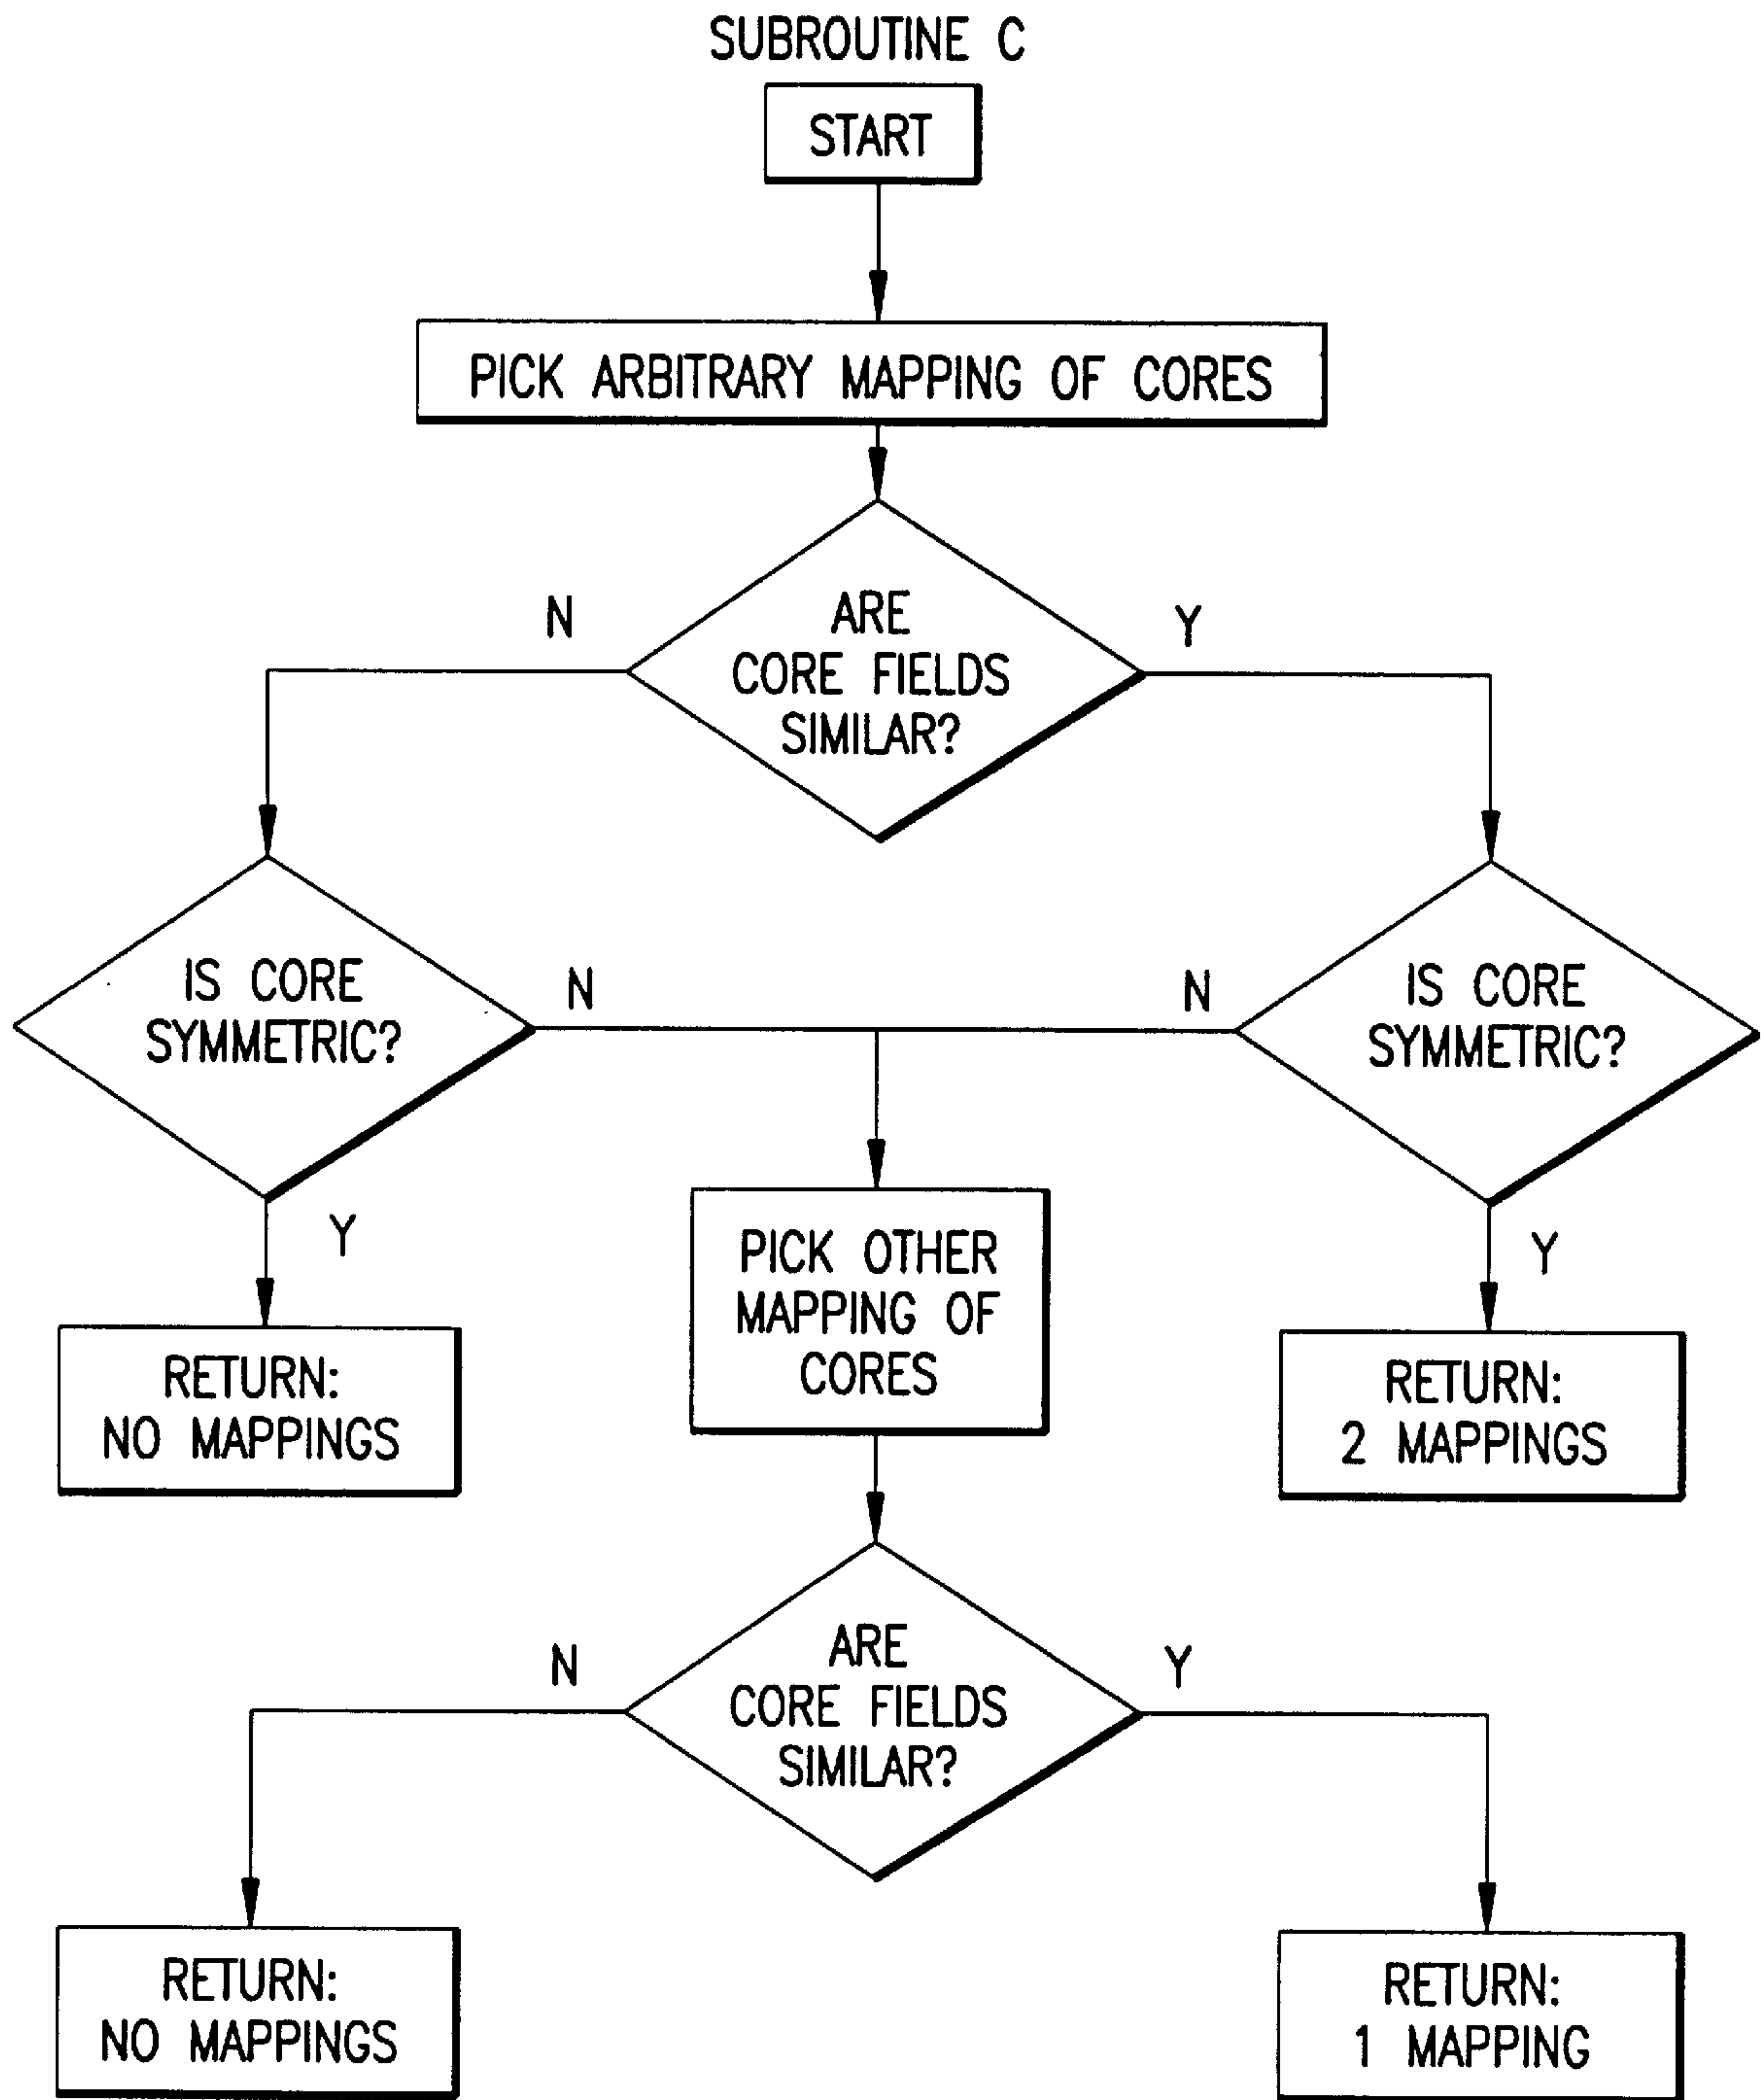 SUBROUTINE C
START
PICK ARBITRARY MAPPING OF CORES
N
ARE
CORE FIELDS
SIMILAR?
Y
IS CORE
SYMMETRIC?
N
N
IS CORE
SYMMETRIC?
Y
PICK OTHER
MAPPING OF
CORES
Y
RETURN:
NO MAPPINGS
RETURN:
2 MAPPINGS
N
ARE
CORE FIELDS
SIMILAR?
Y
RETURN:
NO MAPPINGS
RETURN:
1 MAPPING